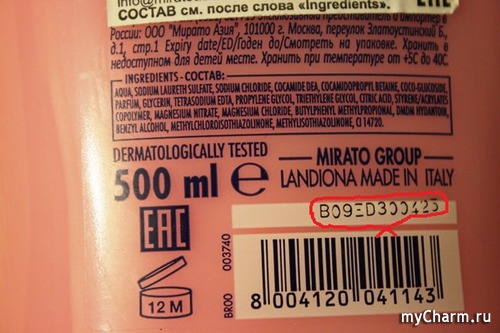 info@mirat
СОСТАВ см. после слова «Ingredients».
EAC
России: ООО "Мирато Азия", 101000 г. Москва, переулок Златоустинский Б.,
д.1, стр.1 Expiry date/ED/Годен до/Смотреть на упаковке. Хранить в
недоступном для детей месте. Хранить при температуре от +5C до 40C.
INGREDIENTS - СОСТАВ:
AQUA, SODIUM LAURETH SULFATE, SODIUM CHLORIDE, COCAMIDE DEA, COCAMIDOPROPYL BETAINE, COCO-GLUCOSIDE,
PARFUM, GLYCERIN, TETRASODIUM EDTA, PROPYLENE GLYCOL, TRIETHYLENE GLYCOL, CITRIC ACID, STYRENE/ACRYLATES
COPOLYMER, MAGNESIUM NITRATE, MAGNESIUM CHLORIDE, BUTYLPHENYL METHYLPROPIONAL, DMDM HYDANTOIN,
BENZYL ALCOHOL, METHYLCHLOROISOTHIAZOLINONE, METHYLISOTHIAZOLINONE, CI 14720.
DERMATOLOGICALLY TESTED
500 ml e
MIRATO GROUP
LANDIONA MADE IN ITALY
B09ED300423
EAC
12 M
BR00 003740
8 004120 041143
myCharm.ru